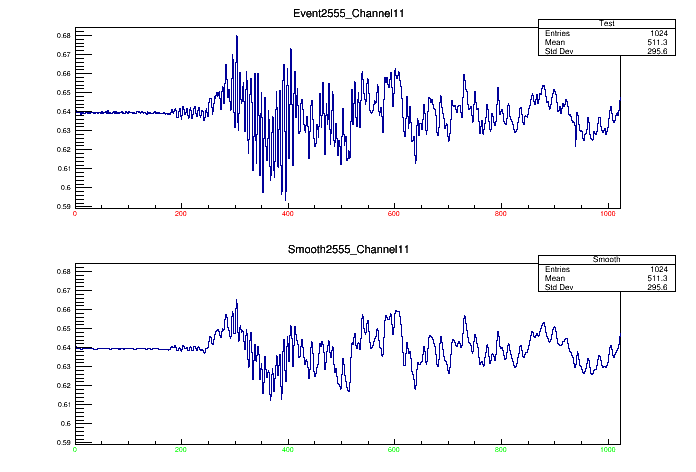 Event2555_Channel11
Test
Entries 1024
Mean 511.3
Std Dev 295.6
0.68
0.67
0.66
0.65
0.64
0.63
0.62
0.61
0.6
0.59
0 200 400 600 800 1000
Smooth2555_Channel11
Smooth
Entries 1024
Mean 511.3
Std Dev 295.6
0.68
0.67
0.66
0.65
0.64
0.63
0.62
0.61
0.6
0.59
0 200 400 600 800 1000